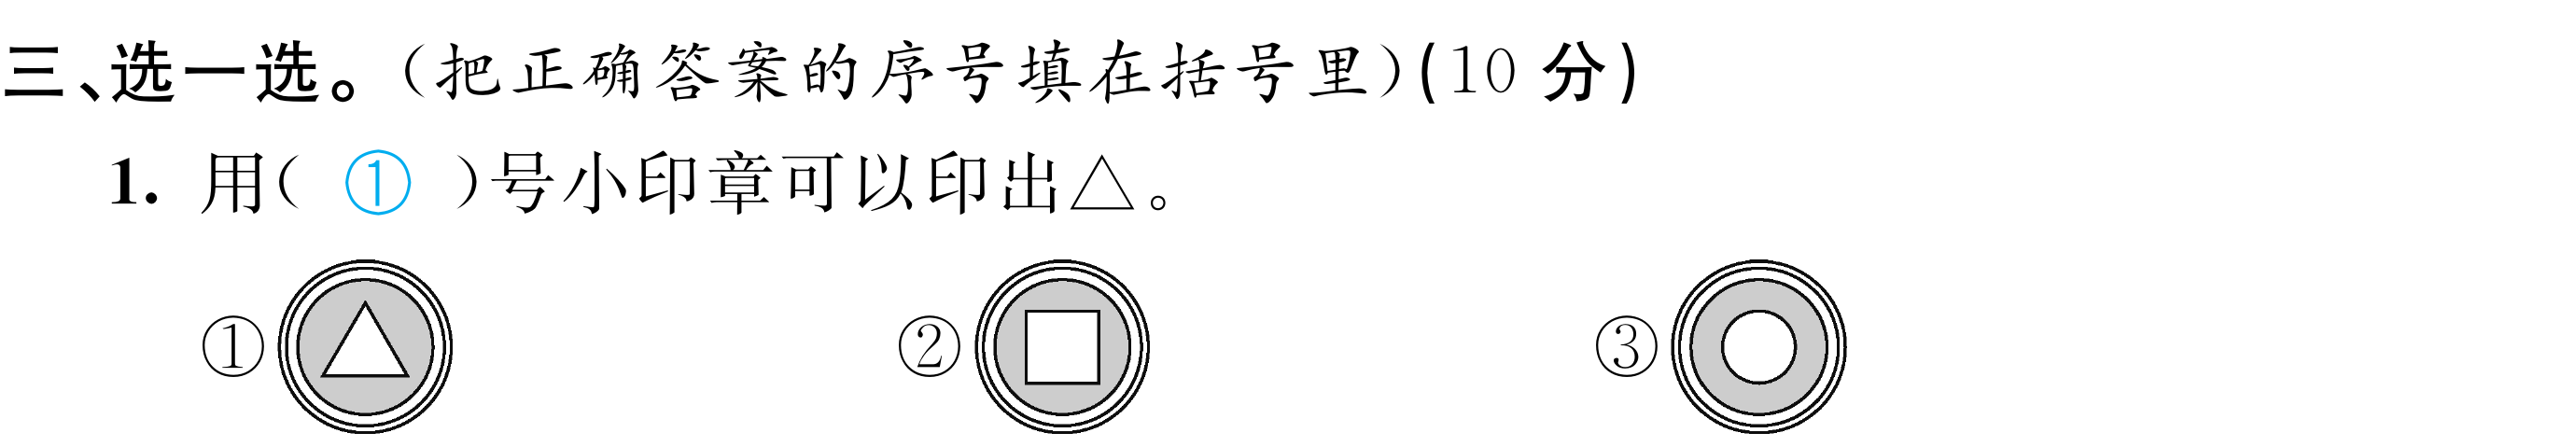 三、选一选。(把正确答案的序号填在括号里)(10 分)
1. 用( ① )号小印章可以印出△。
① ② ③